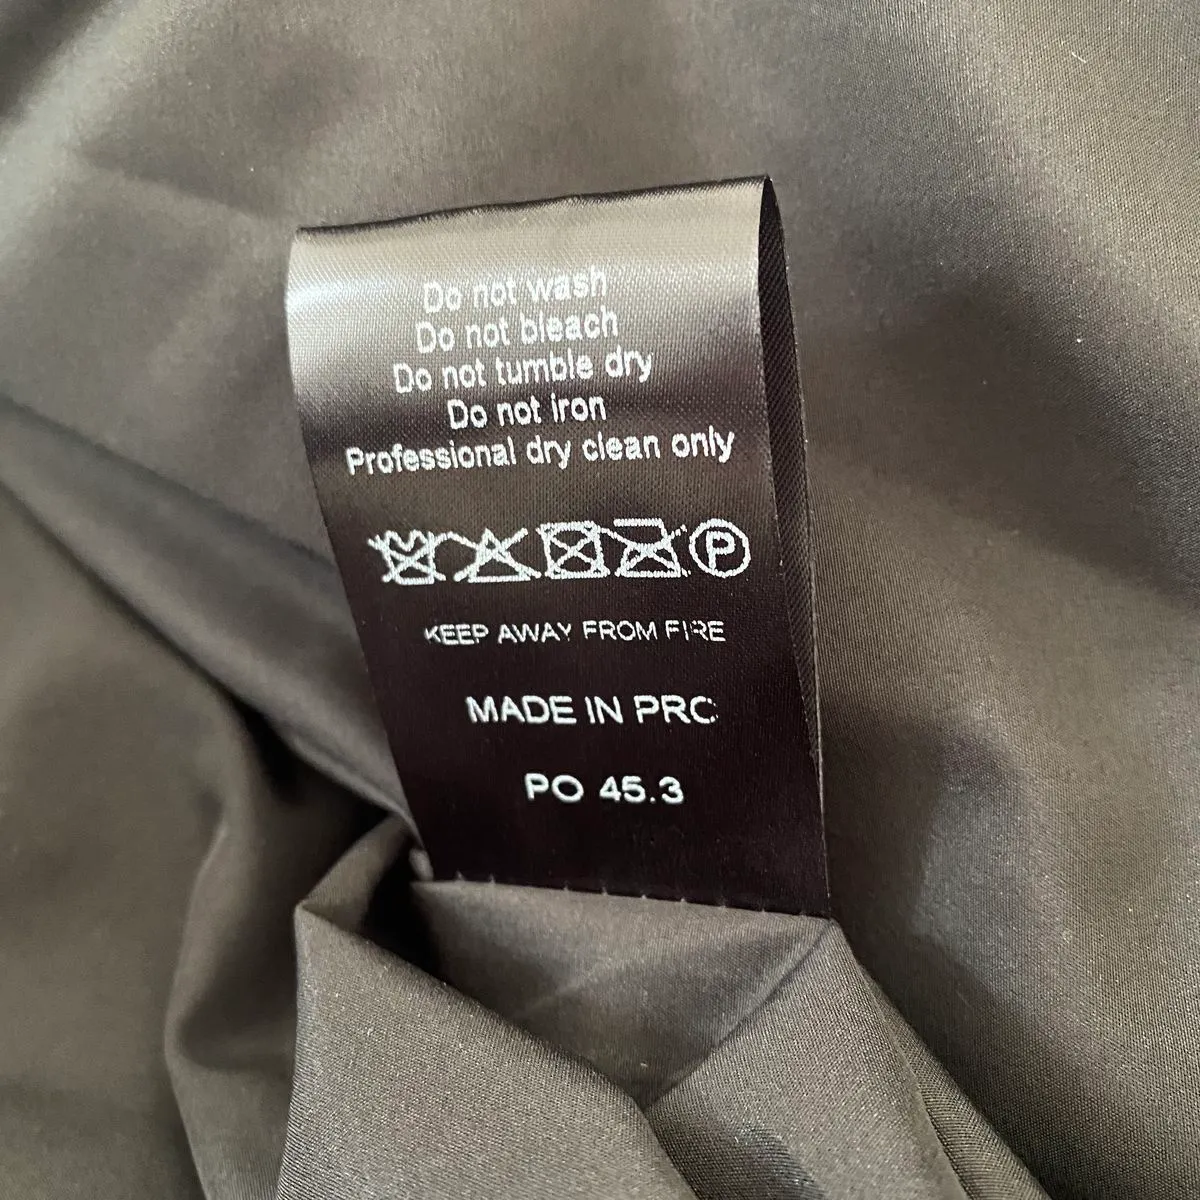 Do not wash
Do not bleach
Do not tumble dry
Do not iron
Professional dry clean only
P
KEEP AWAY FROM FIRE
MADE IN PRC
PO 45.3